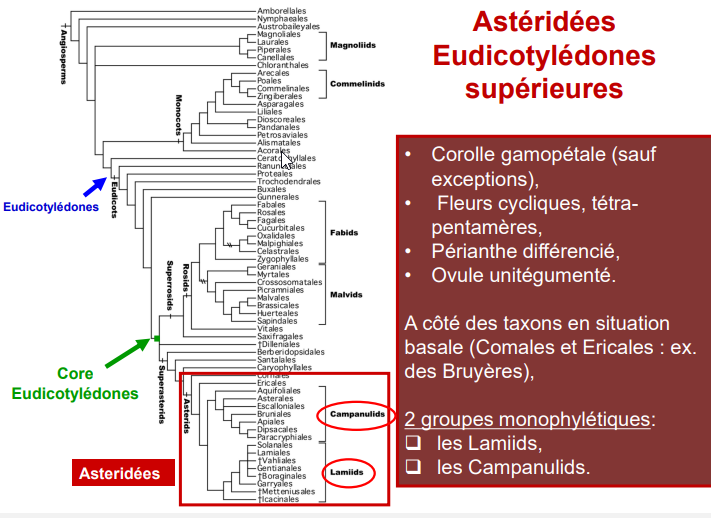 Astéridées
Eudicotylédones
supérieures
Amborellales
Nymphaeales
Austrobaileyales
Magnoliales
Laurales
Piperales
Canellales
Magnoliids
Chloranthales
Arecales
Poales
Commelinales
Zingiberales
Commelinids
Asparagales
Liliales
Dioscoreales
Pandanales
Petrosaviales
Alismatales
Acorales
Monocots
Angiosperms
Proteales
Trochodendrales
Buxales
Gunnerales
Eudicots
Eudicotylédones
Fabales
Rosales
Fagales
Cucurbitales
Oxalidales
Malpighiales
Celastrales
Zygophyllales
Fabids
Geraniales
Myrtales
Crossosomatales
Picramniales
Malvales
Brassicales
Huerteales
Sapindales
Malvids
Rosids
Vitales
Saxifragales
Superrosids
†Dilleniales
Berberidopsidales
Santalales
Caryophyllales
Superasterids
Core
Eudicotylédones
Cornales
Ericales
Aquifoliales
Asterales
Escalloniales
Bruniales
Apiales
Dipsacales
Paracryphiales
Campanulids
Solanales
Lamiales
†Vahliales
Gentianales
†Boraginales
Garryales
†Metteniusales
†Icacinales
Lamiids
Asterids
Asteridées
• Corolle gamopétale (sauf
exceptions),
• Fleurs cycliques, tétra-
pentamères,
• Périanthe différencié,
• Ovule unitégumenté.
A côté des taxons en situation
basale (Comales et Ericales : ex.
des Bruyères),
2 groupes monophylétiques:
❑ les Lamiids,
❑ les Campanulids.